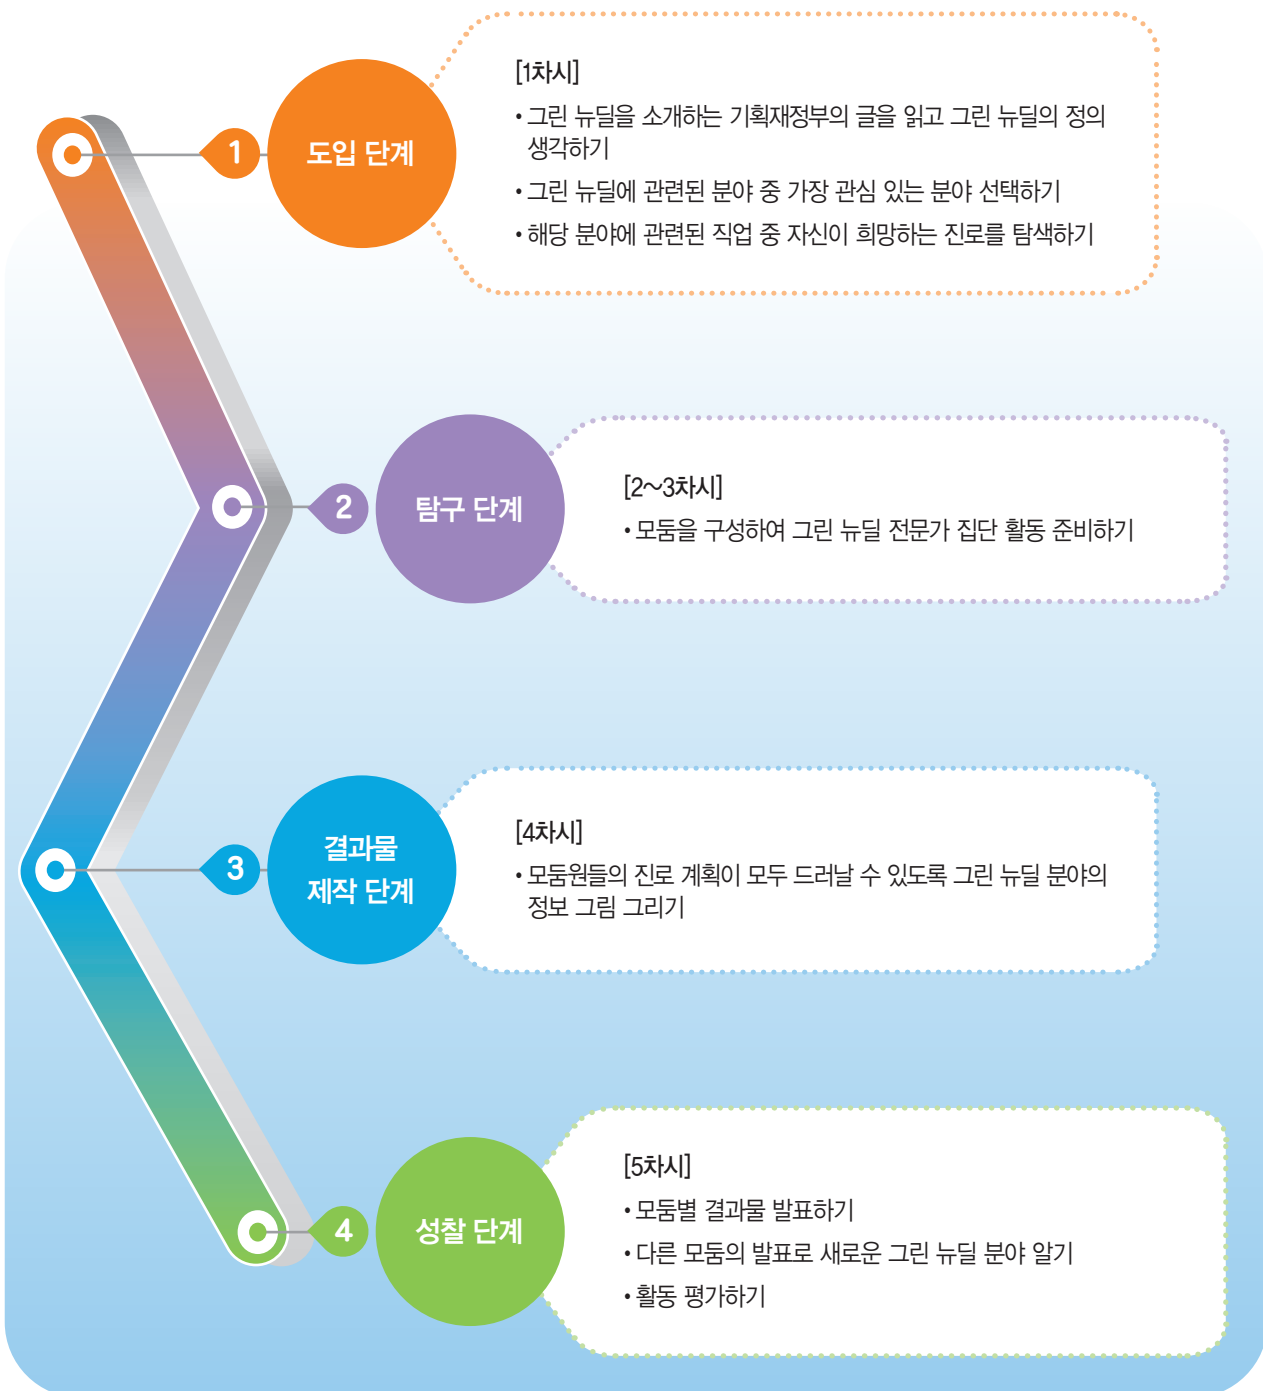 1
도입 단계
[1차시]
• 그린 뉴딜을 소개하는 기획재정부의 글을 읽고 그린 뉴딜의 정의
생각하기
• 그린 뉴딜에 관련된 분야 중 가장 관심 있는 분야 선택하기
• 해당 분야에 관련된 직업 중 자신이 희망하는 진로를 탐색하기
2
탐구 단계
[2~3차시]
• 모둠을 구성하여 그린 뉴딜 전문가 집단 활동 준비하기
3
결과물
제작 단계
[4차시]
• 모둠원들의 진로 계획이 모두 드러날 수 있도록 그린 뉴딜 분야의
정보 그림 그리기
4
성찰 단계
[5차시]
• 모둠별 결과물 발표하기
• 다른 모둠의 발표로 새로운 그린 뉴딜 분야 알기
• 활동 평가하기